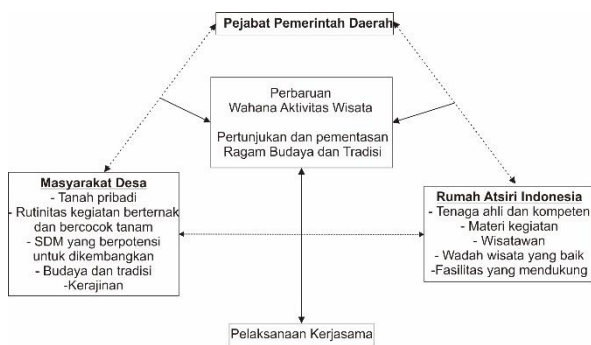 Pejabat Pemerintah Daerah
Perbaruan
Wahana Aktivitas Wisata
Pertunjukan dan pementasan
Ragam Budaya dan Tradisi
Masyarakat Desa
- Tanah pribadi
- Rutinitas kegiatan berternak
dan bercocok tanam
- SDM yang berpotensi
untuk dikembangkan
- Budaya dan tradisi
-Kerajinan
Rumah Atsiri Indonesia
- Tenaga ahli dan kompeten
- Materi kegiatan
- Wisatawan
- Wadah wisata yang baik
-Fasilitas yang mendukung
Pelaksanaan Kerjasama